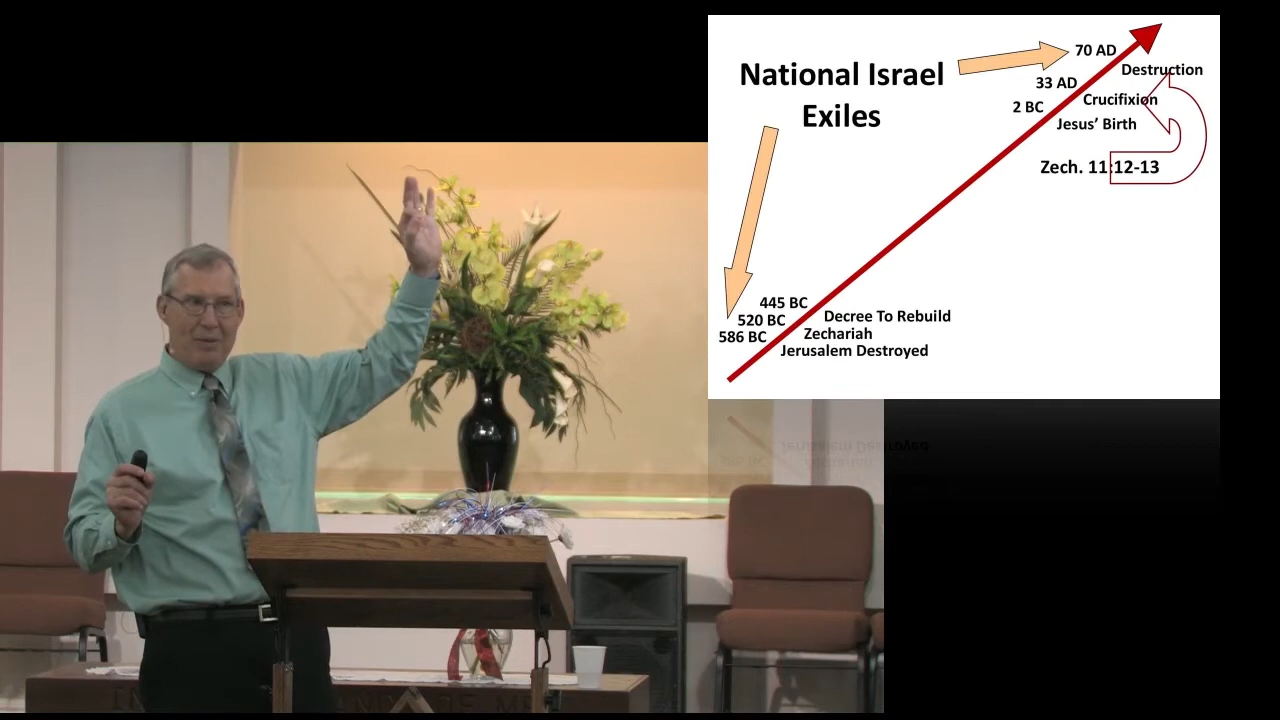 National Israel
Exiles
70 AD
Destruction
33 AD
Crucifixion
2 BC
Jesus' Birth
Zech. 11:12-13
445 BC
Decree To Rebuild
520 BC
Zechariah
586 BC
Jerusalem Destroyed